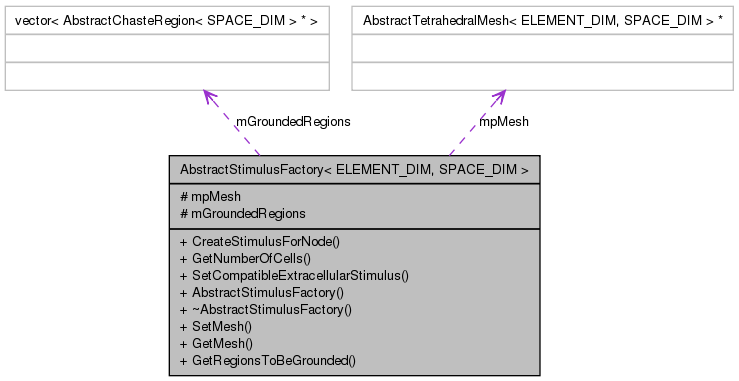 vector< AbstractChasteRegion< SPACE_DIM > * >
AbstractTetrahedralMesh< ELEMENT_DIM, SPACE_DIM > *
mGroundedRegions
mpMesh
AbstractStimulusFactory< ELEMENT_DIM, SPACE_DIM >
# mpMesh
# mGroundedRegions
+ CreateStimulusForNode()
+ GetNumberOfCells()
+ SetCompatibleExtracellularStimulus()
+ AbstractStimulusFactory()
+ ~AbstractStimulusFactory()
+ SetMesh()
+ GetMesh()
+ GetRegionsToBeGrounded()